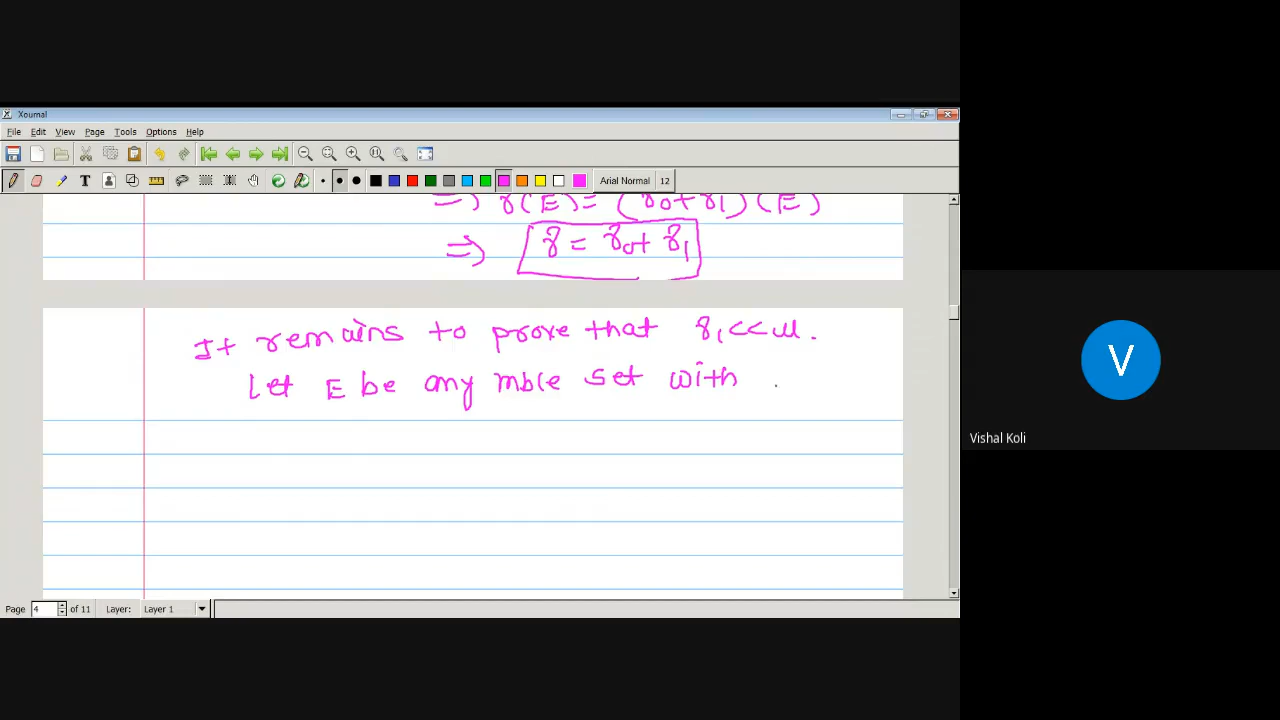 Xournal
File Edit View Page Tools Options Help
Arial Normal 12
=) γ(E) = (γ0+γ1)(E)
=> γ = γ0+ γ1
It remains to prove that γ1<<μ.
Let E be any mble set with
V
Vishal Koli
Page 4 of 11 Layer: Layer 1